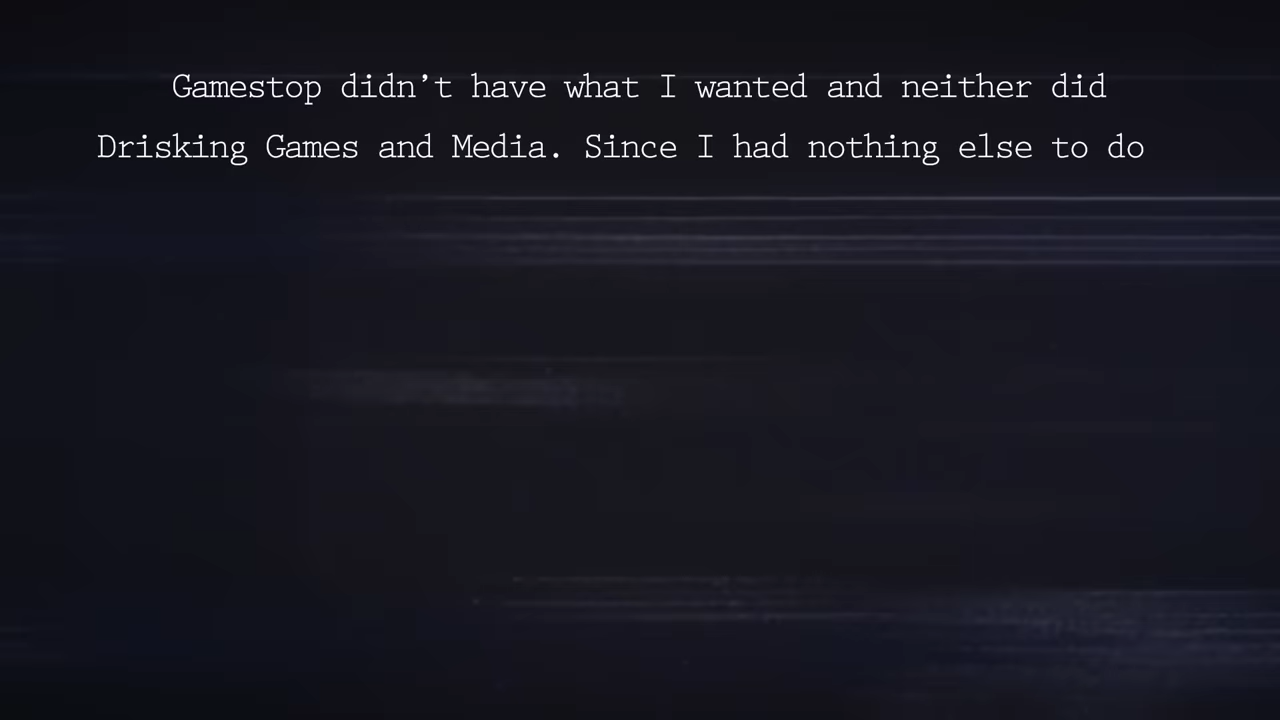 Gamestop didn’t have what I wanted and neither did
Drisking Games and Media. Since I had nothing else to do